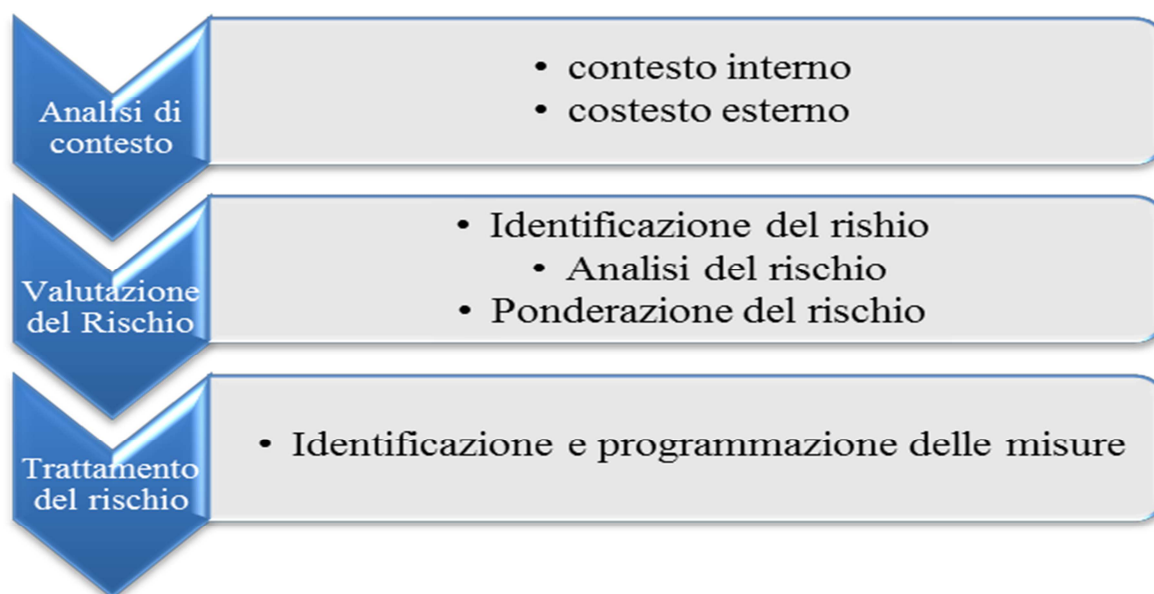 Analisi di
contesto
• contesto interno
• costesto esterno
Valutazione
del Rischio
• Identificazione del rishio
• Analisi del rischio
• Ponderazione del rischio
Trattamento
del rischio
• Identificazione e programmazione delle misure